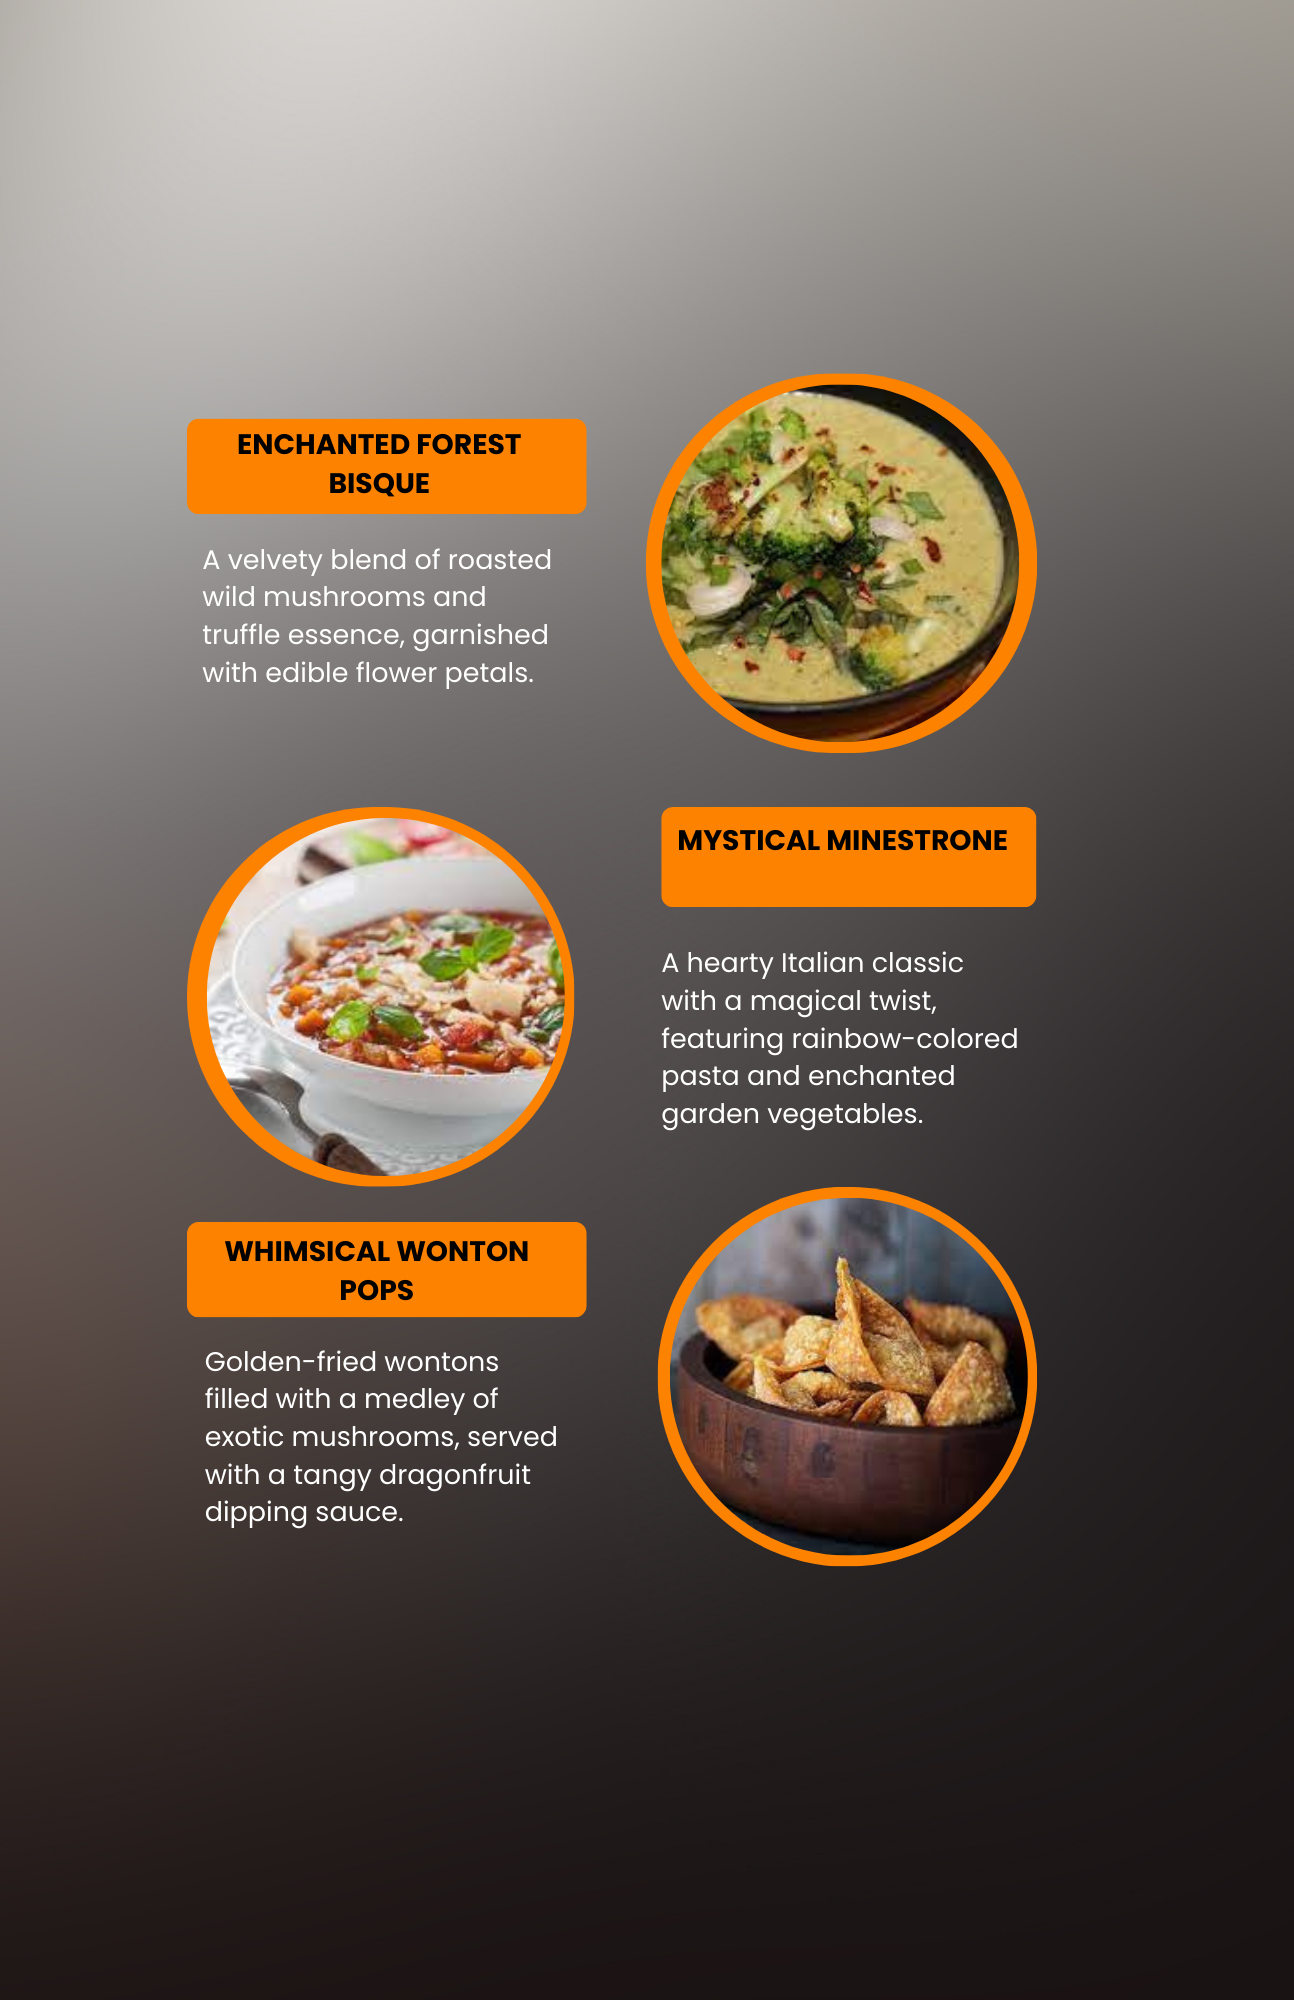 ENCHANTED FOREST
BISQUE
A velvety blend of roasted
wild mushrooms and
truffle essence, garnished
with edible flower petals.
MYSTICAL MINESTRONE
A hearty Italian classic
with a magical twist,
featuring rainbow-colored
pasta and enchanted
garden vegetables.
WHIMSICAL WONTON
POPS
Golden-fried wontons
filled with a medley of
exotic mushrooms, served
with a tangy dragonfruit
dipping sauce.